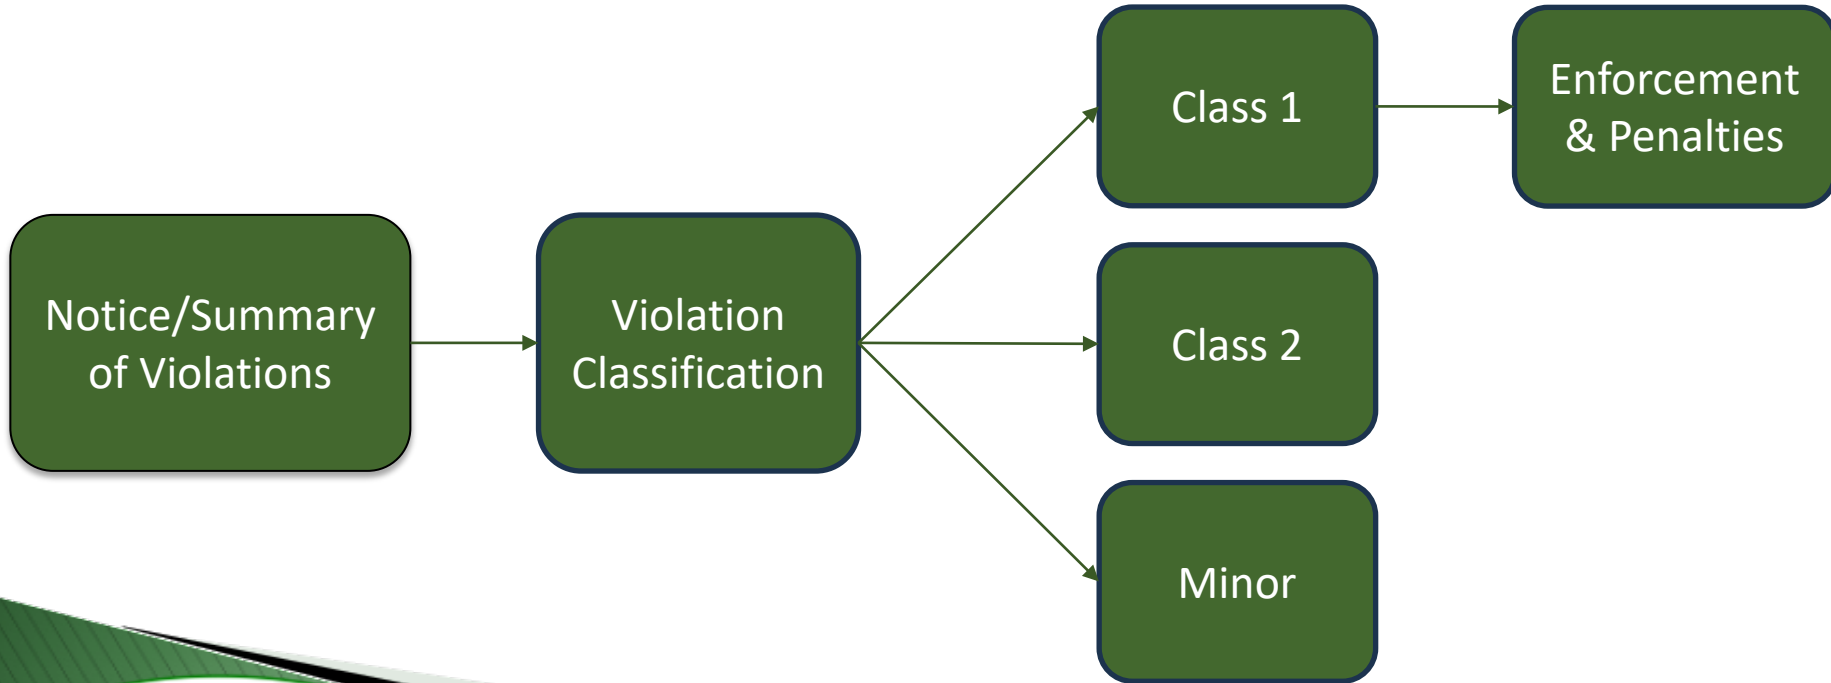 Notice/Summary
of Violations
Violation
Classification
Class 1
Enforcement
& Penalties
Class 2
Minor